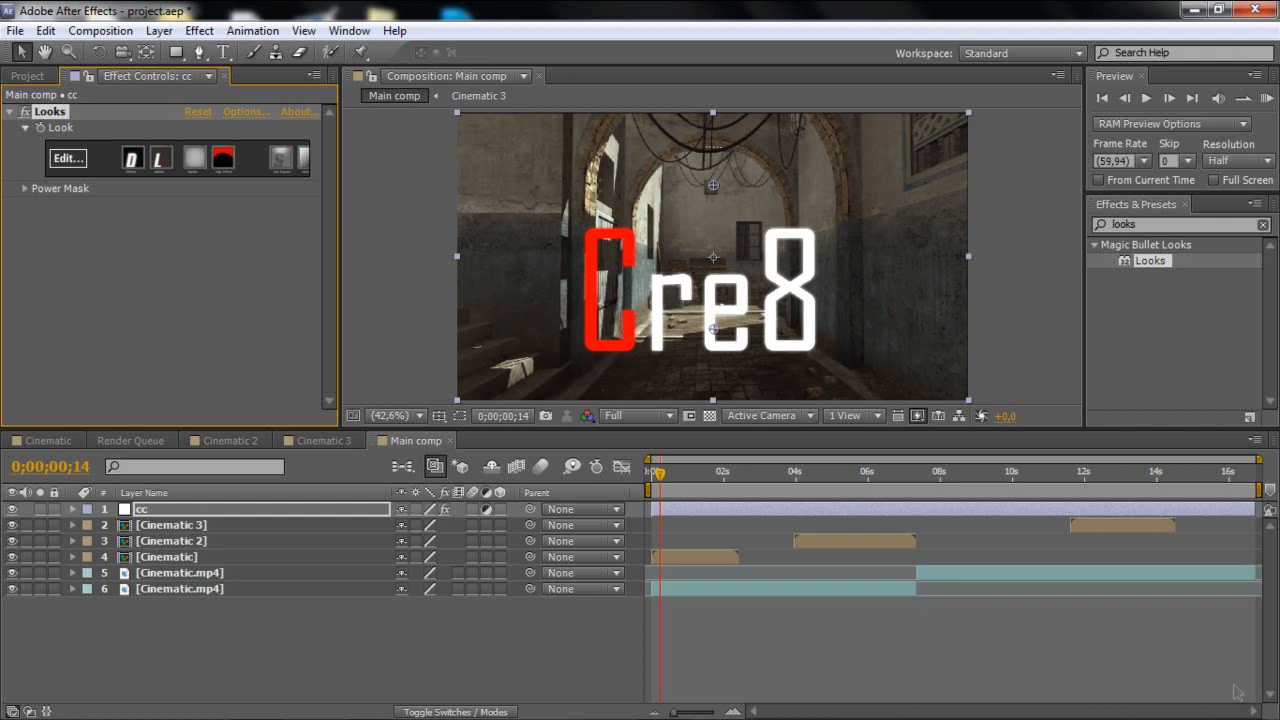 Adobe After Effects - project.aep *
File Edit Composition Layer Effect Animation View Window Help
Workspace: Standard Search Help
Project Effect Controls: cc Composition: Main comp Preview
Main comp • cc Main comp Cinematic 3
fx Looks Reset Options... About...
Look
Edit... D L S
Power Mask
RAM Preview Options
Frame Rate Skip Resolution
(59,94) 0 Half
From Current Time Full Screen
Effects & Presets
looks
Magic Bullet Looks
Looks
Cre8
(42,6%) 0;00;00;14 Full Active Camera 1 View +0,0
Cinematic Render Queue Cinematic 2 Cinematic 3 Main comp
0;00;00;14
02s 04s 06s 08s 10s 12s 14s 16s
# Layer Name fx Parent
1 cc fx None
2 [Cinematic 3] None
3 [Cinematic 2] None
4 [Cinematic] None
5 [Cinematic.mp4] None
6 [Cinematic.mp4] None
Toggle Switches / Modes